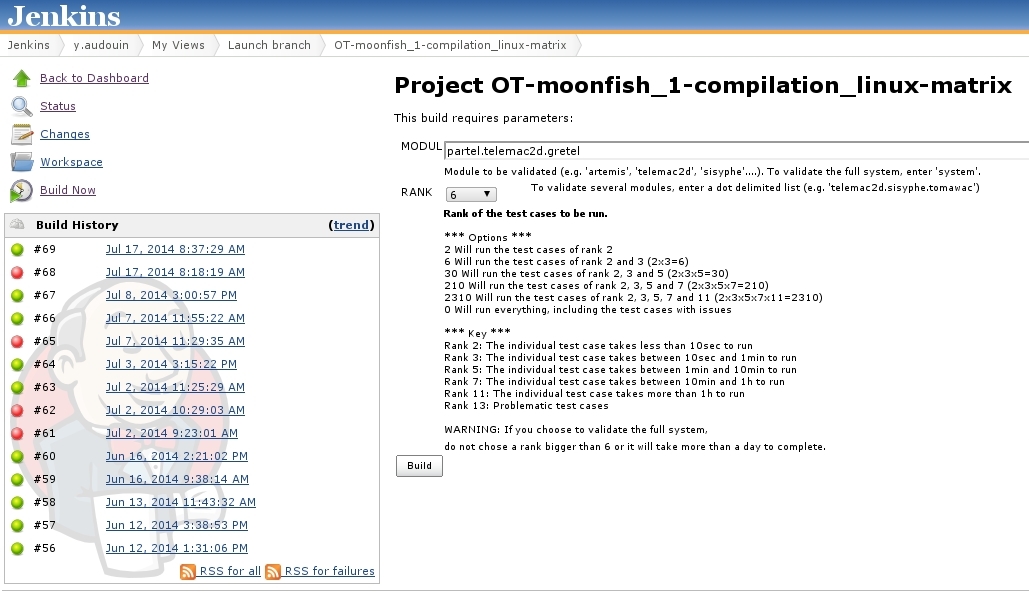 Jenkins
Jenkins y.audouin My Views Launch branch OT-moonfish_1-compilation_linux-matrix
Back to Dashboard
Status
Changes
Workspace
Build Now
Build History (trend)
#69 Jul 17, 2014 8:37:29 AM
#68 Jul 17, 2014 8:18:19 AM
#67 Jul 8, 2014 3:00:57 PM
#66 Jul 7, 2014 11:55:22 AM
#65 Jul 7, 2014 11:29:35 AM
#64 Jul 3, 2014 3:15:22 PM
#63 Jul 2, 2014 11:25:29 AM
#62 Jul 2, 2014 10:29:03 AM
#61 Jul 2, 2014 9:23:01 AM
#60 Jun 16, 2014 2:21:02 PM
#59 Jun 16, 2014 9:38:14 AM
#58 Jun 13, 2014 11:43:32 AM
#57 Jun 12, 2014 3:38:53 PM
#56 Jun 12, 2014 1:31:06 PM
RSS for all RSS for failures
Project OT-moonfish_1-compilation_linux-matrix
This build requires parameters:
MODUL partel.telemac2d.gretel
Module to be validated (e.g. 'artemis', 'telemac2d', 'sisyphe'....). To validate the full system, enter 'system'.
To validate several modules, enter a dot delimited list (e.g. 'telemac2d.sisyphe.tomawac')
RANK 6
Rank of the test cases to be run.
*** Options ***
2 Will run the test cases of rank 2
6 Will run the test cases of rank 2 and 3 (2x3=6)
30 Will run the test cases of rank 2, 3 and 5 (2x3x5=30)
210 Will run the test cases of rank 2, 3, 5 and 7 (2x3x5x7=210)
2310 Will run the test cases of rank 2, 3, 5, 7 and 11 (2x3x5x7x11=2310)
0 Will run everything, including the test cases with issues
*** Key ***
Rank 2: The individual test case takes less than 10sec to run
Rank 3: The individual test case takes between 10sec and 1min to run
Rank 5: The individual test case takes between 1min and 10min to run
Rank 7: The individual test case takes between 10min and 1h to run
Rank 11: The individual test case takes more than 1h to run
Rank 13: Problematic test cases
WARNING: If you choose to validate the full system,
do not chose a rank bigger than 6 or it will take more than a day to complete.
Build